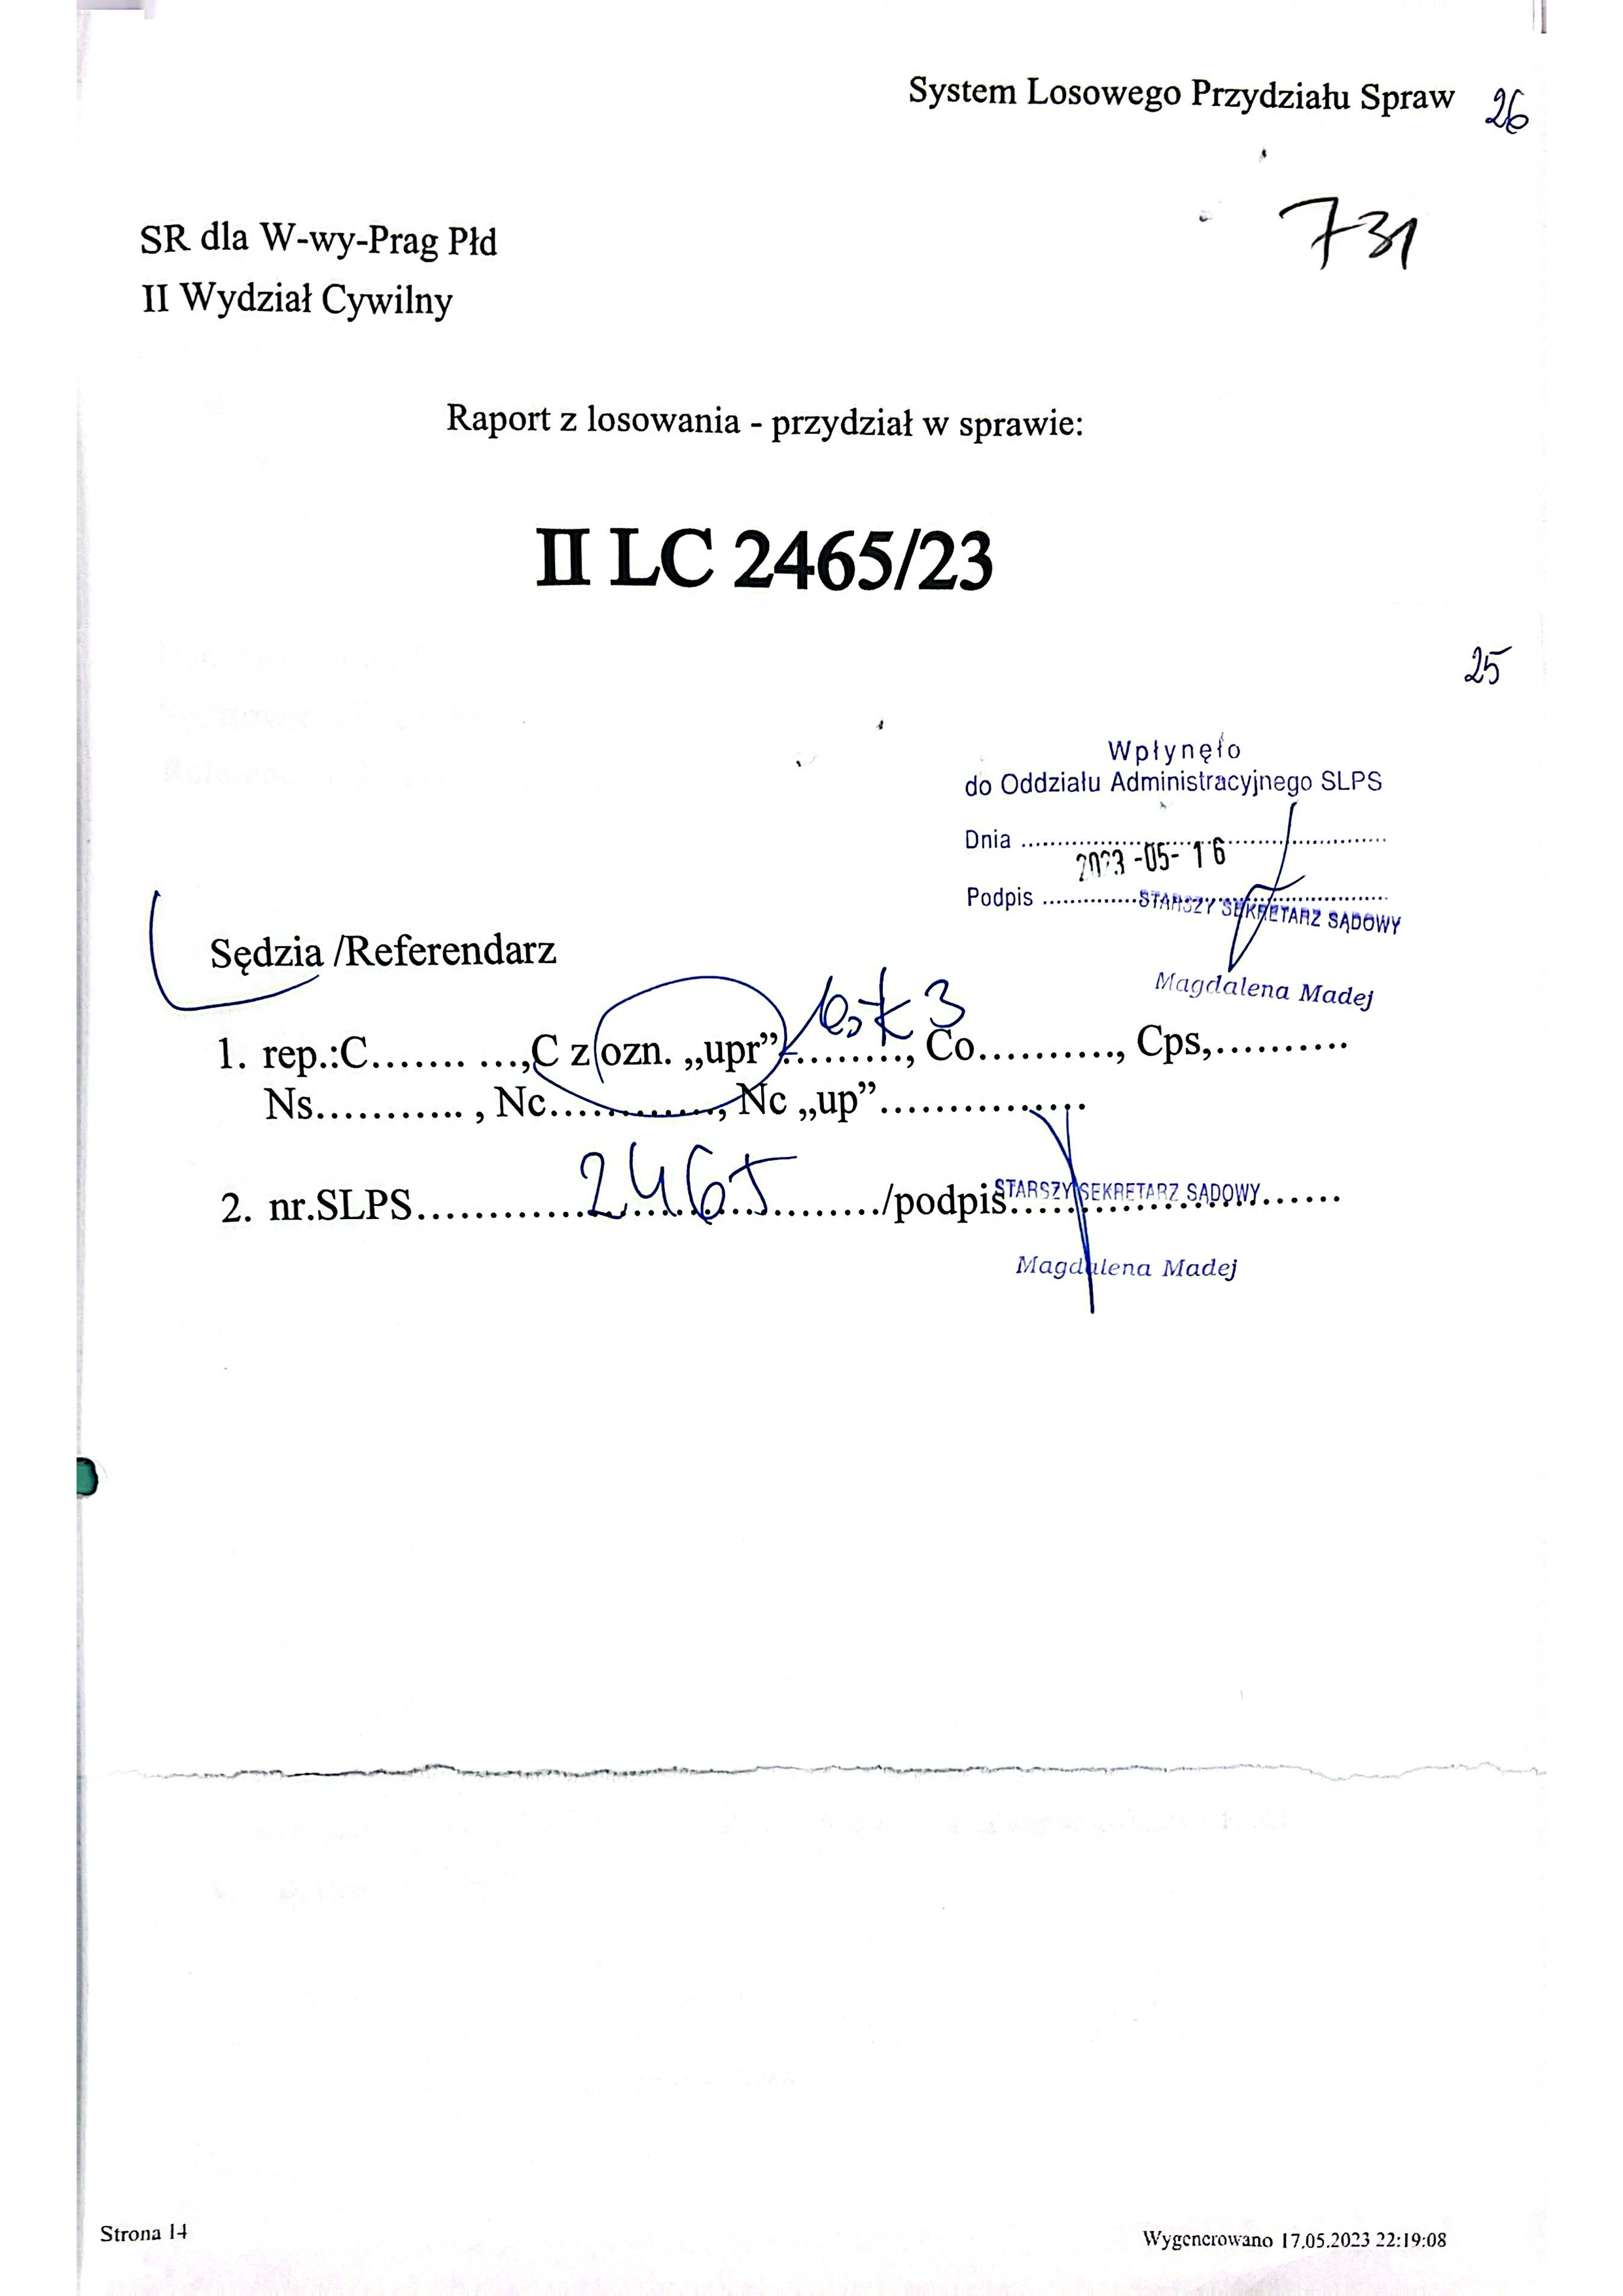 System Losowego Przydziału Spraw 26
731
SR dla W-wy-Prag Płd
II Wydział Cywilny
Raport z losowania - przydział w sprawie:
II LC 2465/23
25
Wpłynęło
do Oddziału Administracyjnego SLPS
Dnia ........................................
2023 -05- 16
Podpis .............STARSZY SEKRETARZ SĄDOWY
Magdalena Madej
Sędzia /Referendarz
3
1. rep.:C....... ...,C z ozn. „upr”.........., Co.........., Cps,..........
Ns........... , Nc............, Nc „up”................
2. nr.SLPS............2465............/podpis STARSZY SEKRETARZ SĄDOWY......
Magdalena Madej
Strona 14
Wygenerowano 17.05.2023 22:19:08